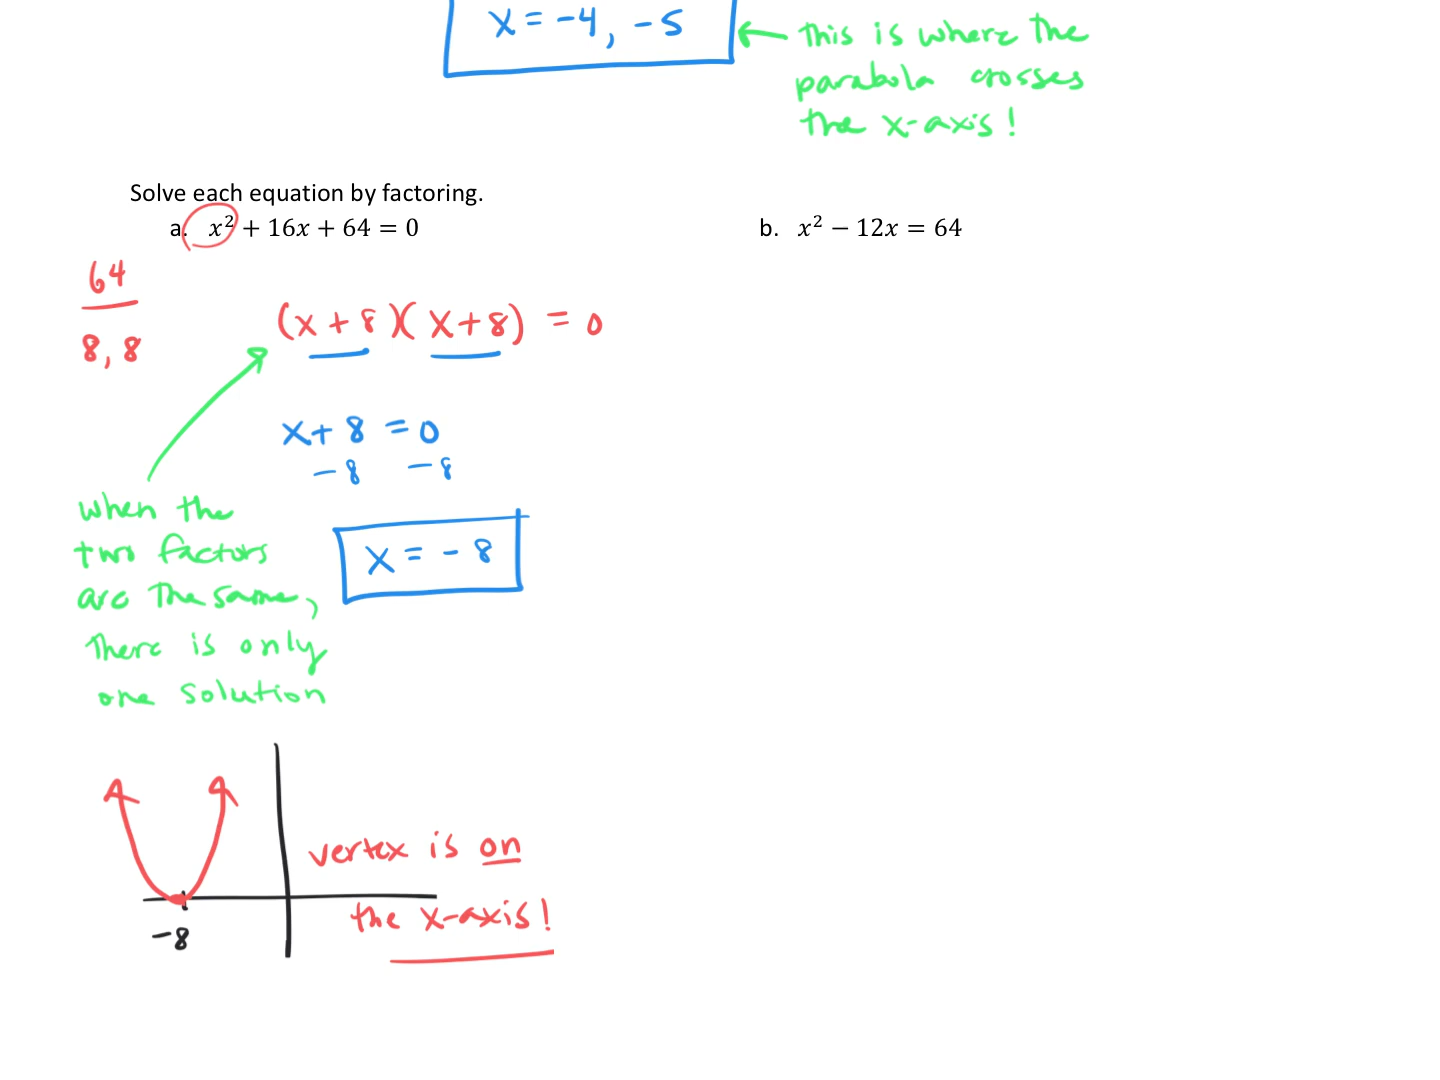 x = -4, -5
← this is where the
parabola crosses
the x-axis!
Solve each equation by factoring.
a. x² + 16x + 64 = 0
b. x² − 12x = 64
64
8, 8
(x + 8)(x + 8) = 0
x + 8 = 0
-8 -8
x = - 8
when the
two factors
are the same,
there is only
one solution
vertex is on
the x-axis!
-8